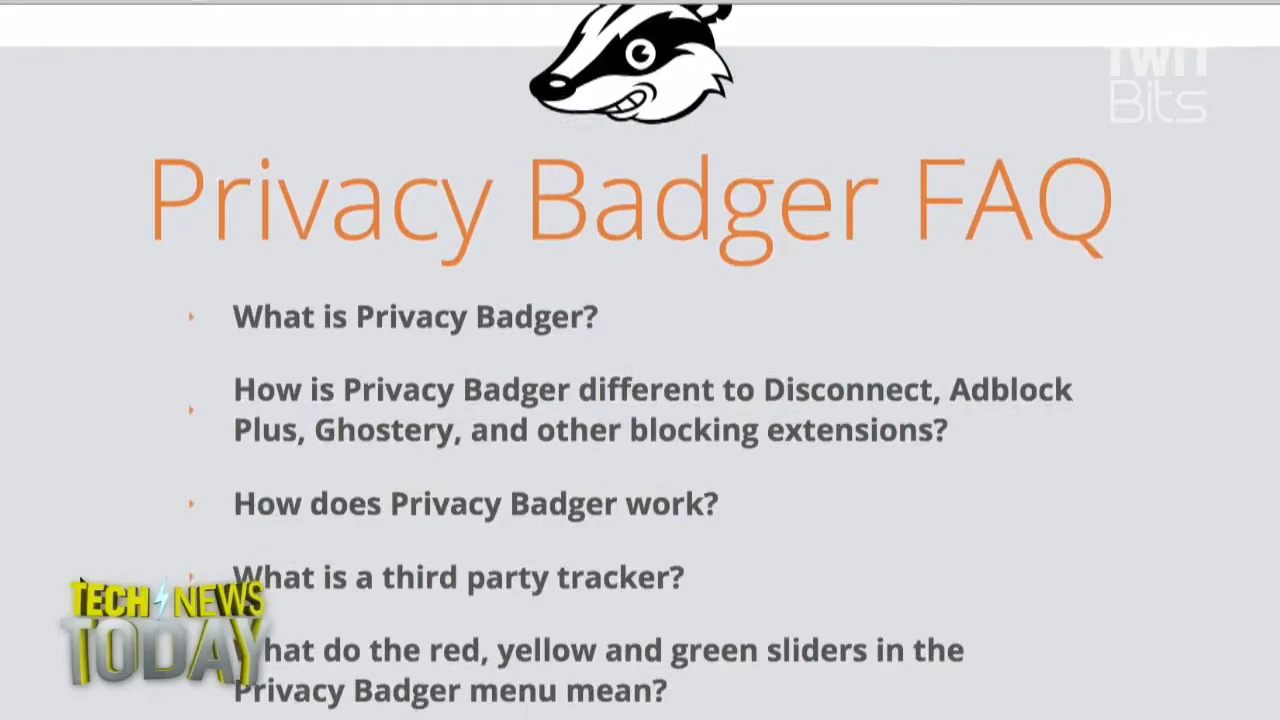 TWiT
Bits
Privacy Badger FAQ
What is Privacy Badger?
How is Privacy Badger different to Disconnect, Adblock
Plus, Ghostery, and other blocking extensions?
How does Privacy Badger work?
What is a third party tracker?
What do the red, yellow and green sliders in the
Privacy Badger menu mean?
TECH NEWS
TODAY